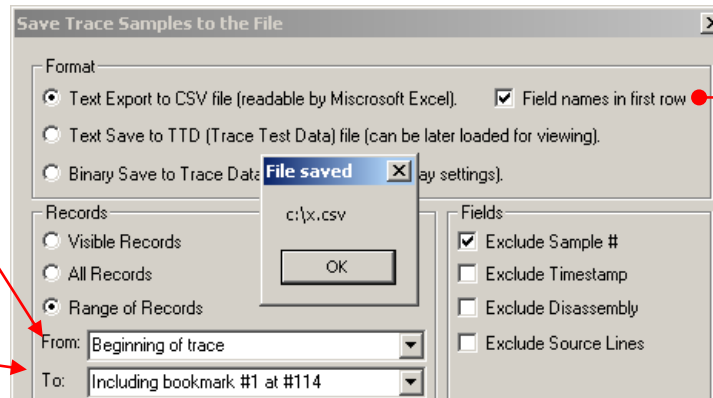 Save Trace Samples to the File
Format
Text Export to CSV file (readable by Miscrosoft Excel).
Field names in first row
Text Save to TTD (Trace Test Data) file (can be later loaded for viewing).
Binary Save to Trace Data
ay settings).
File saved
c:\x.csv
OK
Records
Visible Records
All Records
Range of Records
From: Beginning of trace
To: Including bookmark #1 at #114
Fields
Exclude Sample #
Exclude Timestamp
Exclude Disassembly
Exclude Source Lines